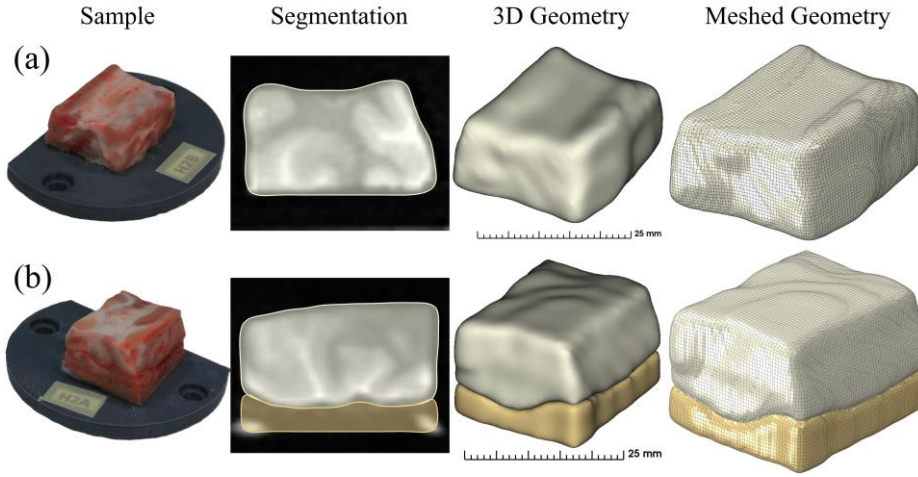 Sample Segmentation 3D Geometry Meshed Geometry
(a)
H2B
25 mm
(b)
H2A
25 mm